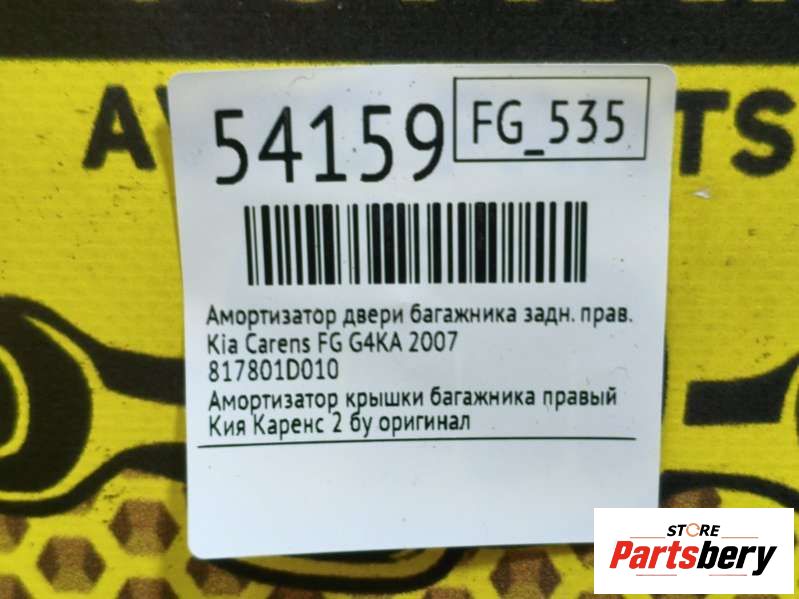 54159
FG_535
Амортизатор двери багажника задн. прав.
Kia Carens FG G4KA 2007
817801D010
Амортизатор крышки багажника правый
Кия Каренс 2 бу оригинал
STORE
Partsbery